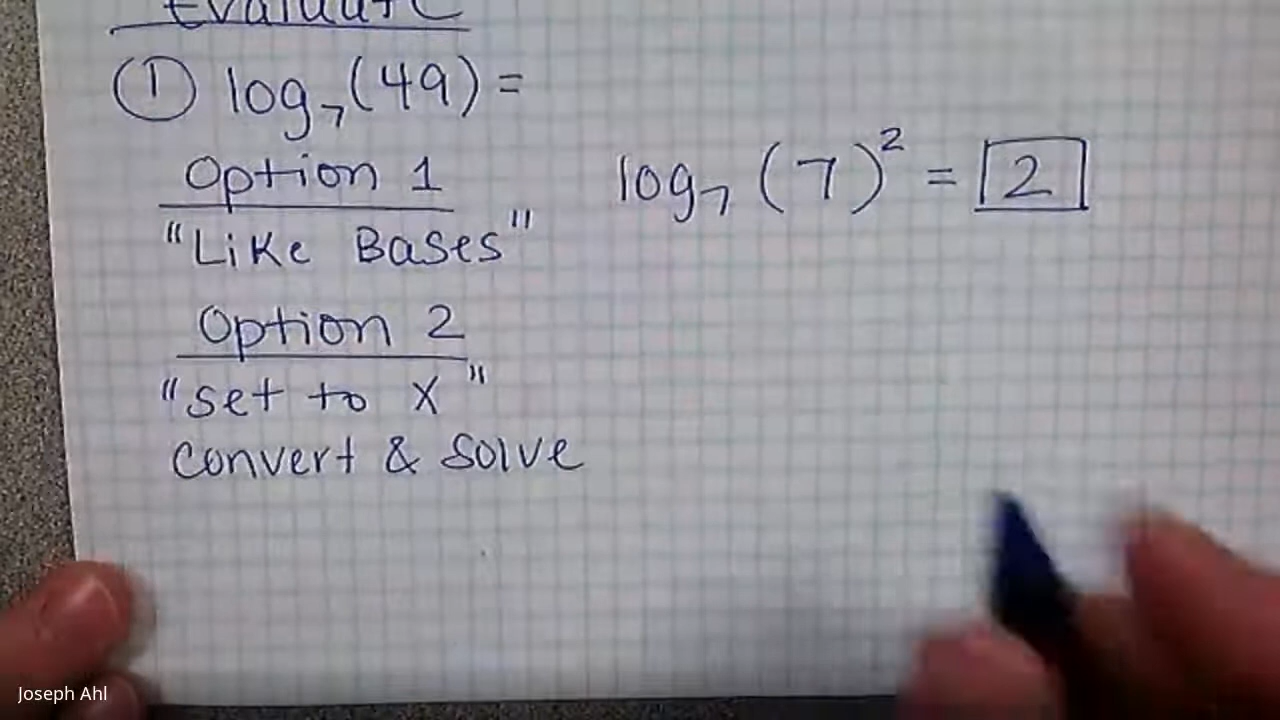 Evaluate
① log₇(49) =
Option 1
"Like Bases"
log₇(7)² = 2
Option 2
"set to x"
convert & solve
Joseph Ahl